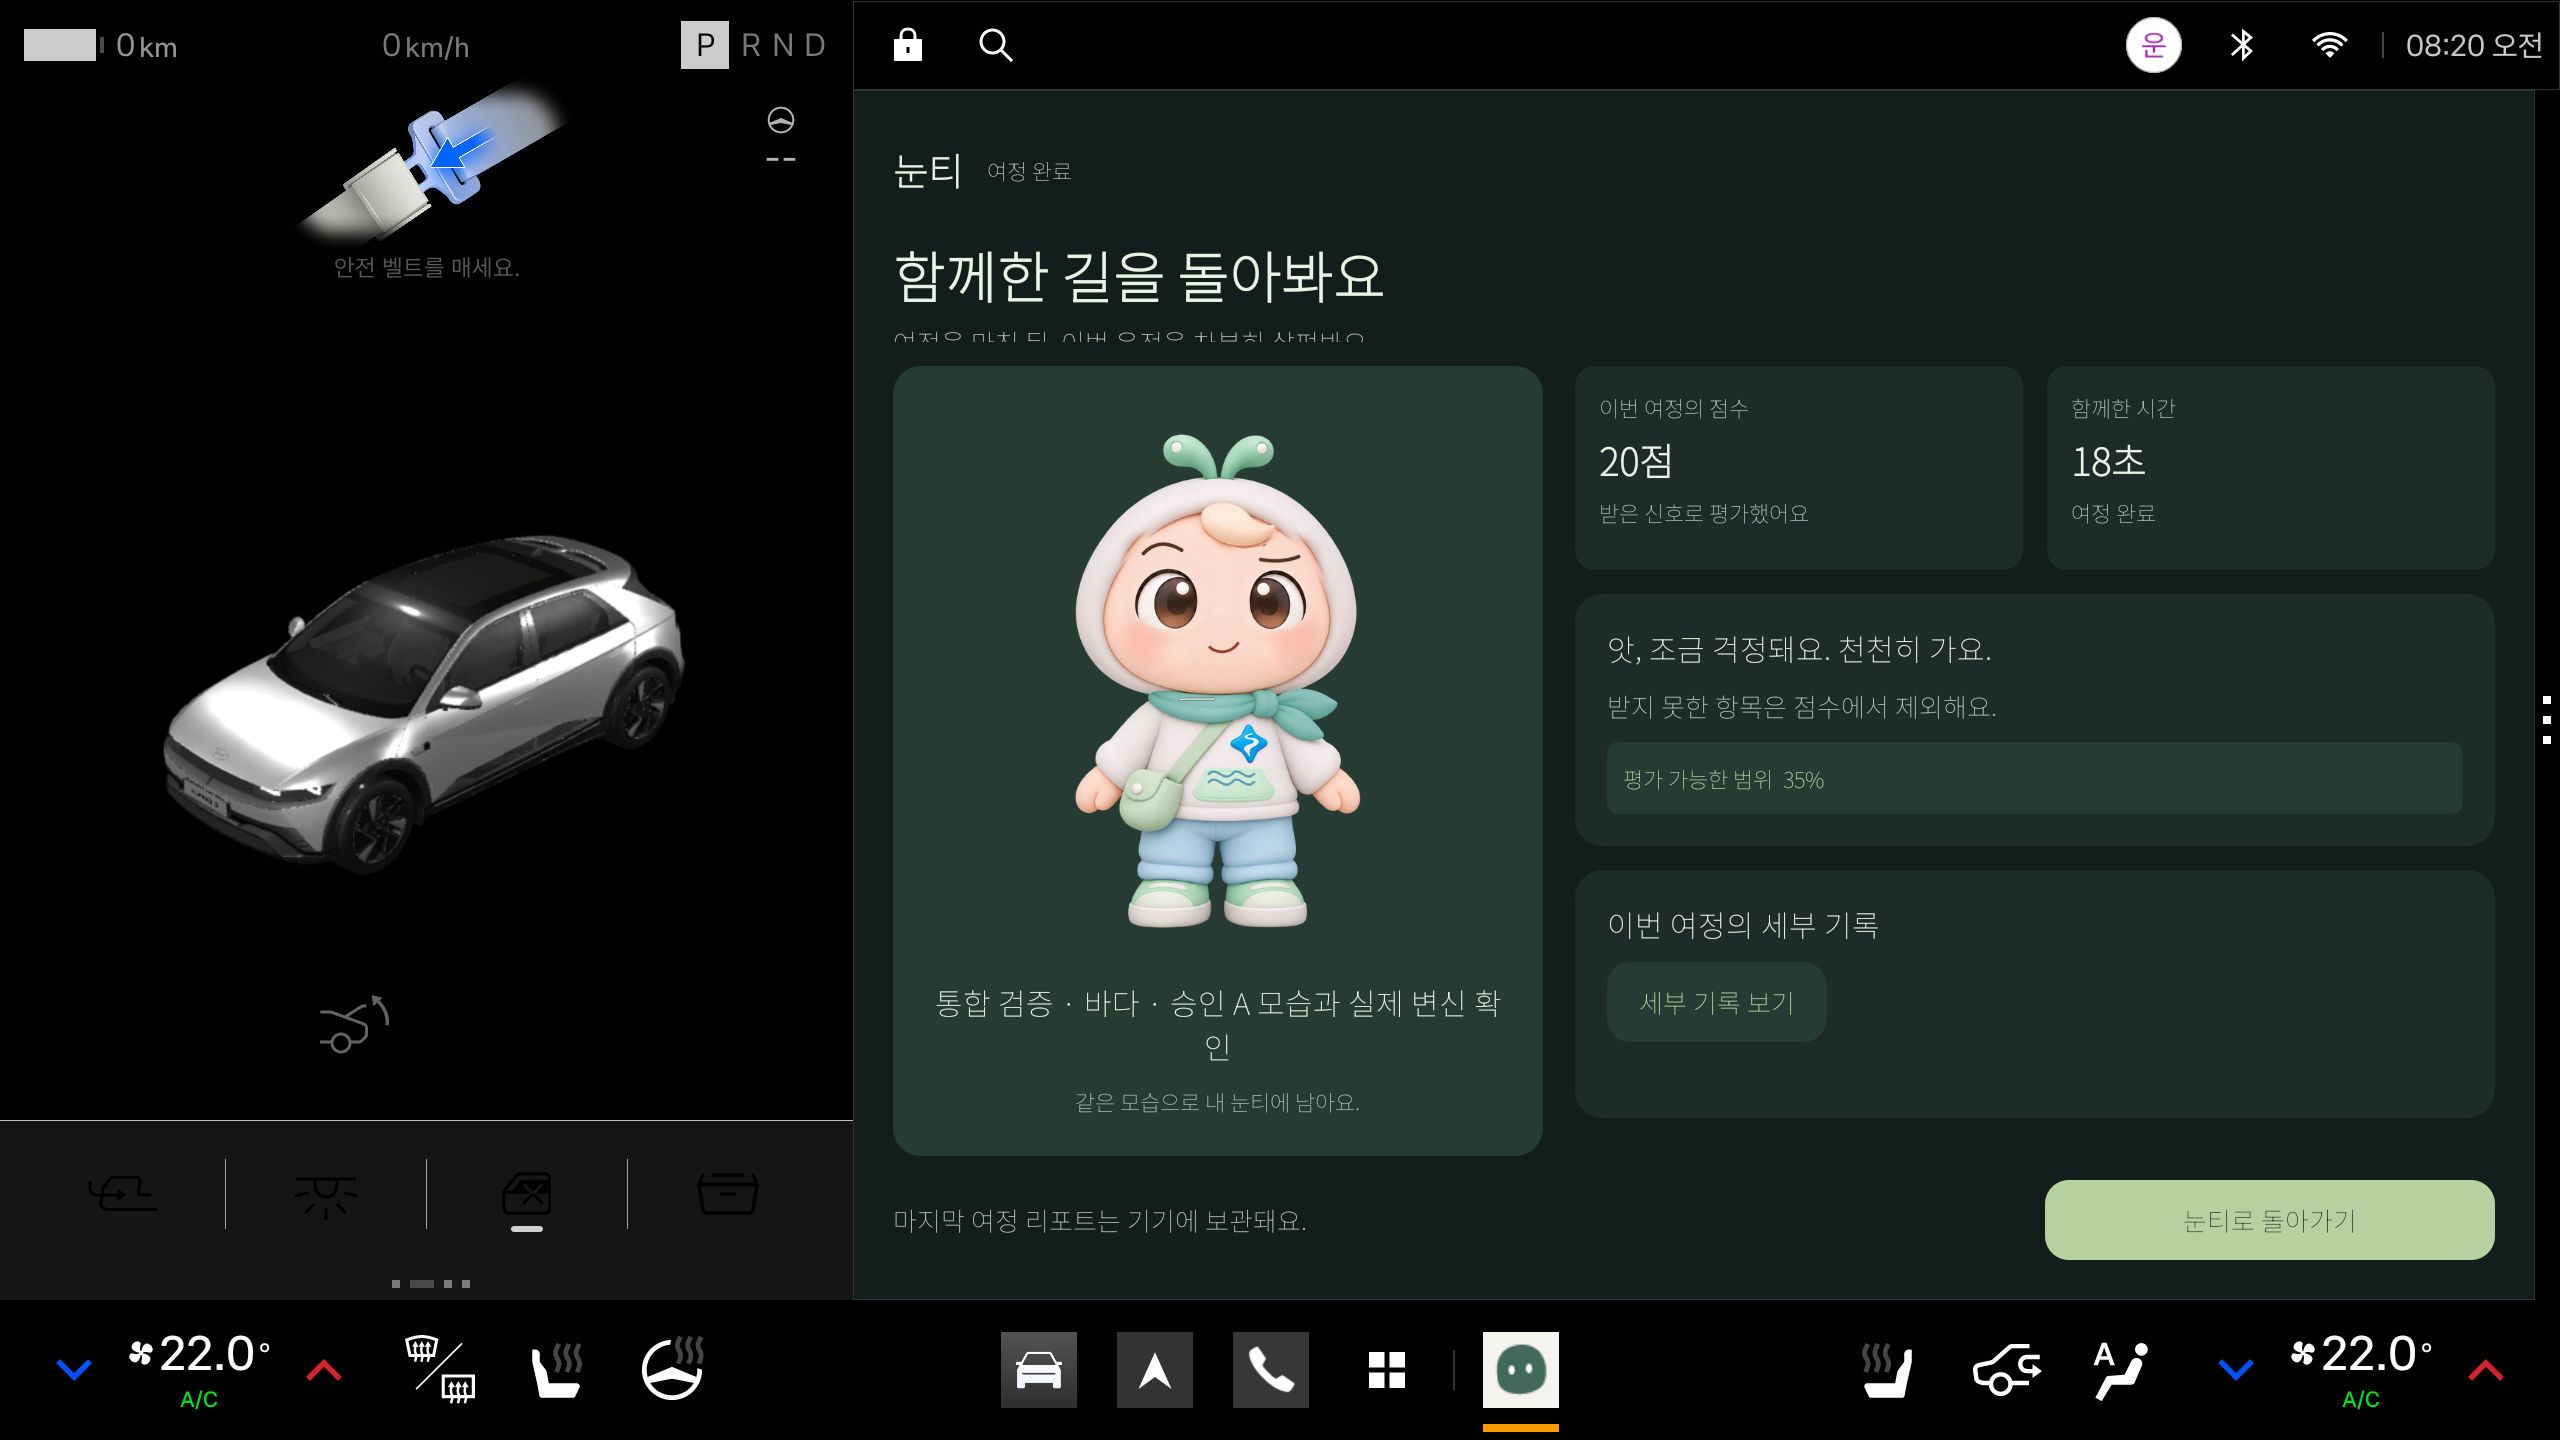 0 km
0 km/h
P R N D
운
08:20 오전
안전 벨트를 매세요.
눈티 여정 완료
함께한 길을 돌아봐요
이번 여정의 점수
20점
받은 신호로 평가했어요
함께한 시간
18초
여정 완료
앗, 조금 걱정돼요. 천천히 가요.
받지 못한 항목은 점수에서 제외해요.
평가 가능한 범위 35%
이번 여정의 세부 기록
세부 기록 보기
통합 검증 · 바다 · 승인 A 모습과 실제 변신 확
인
같은 모습으로 내 눈티에 남아요.
마지막 여정 리포트는 기기에 보관돼요.
눈티로 돌아가기
22.0°
A/C
A
22.0°
A/C